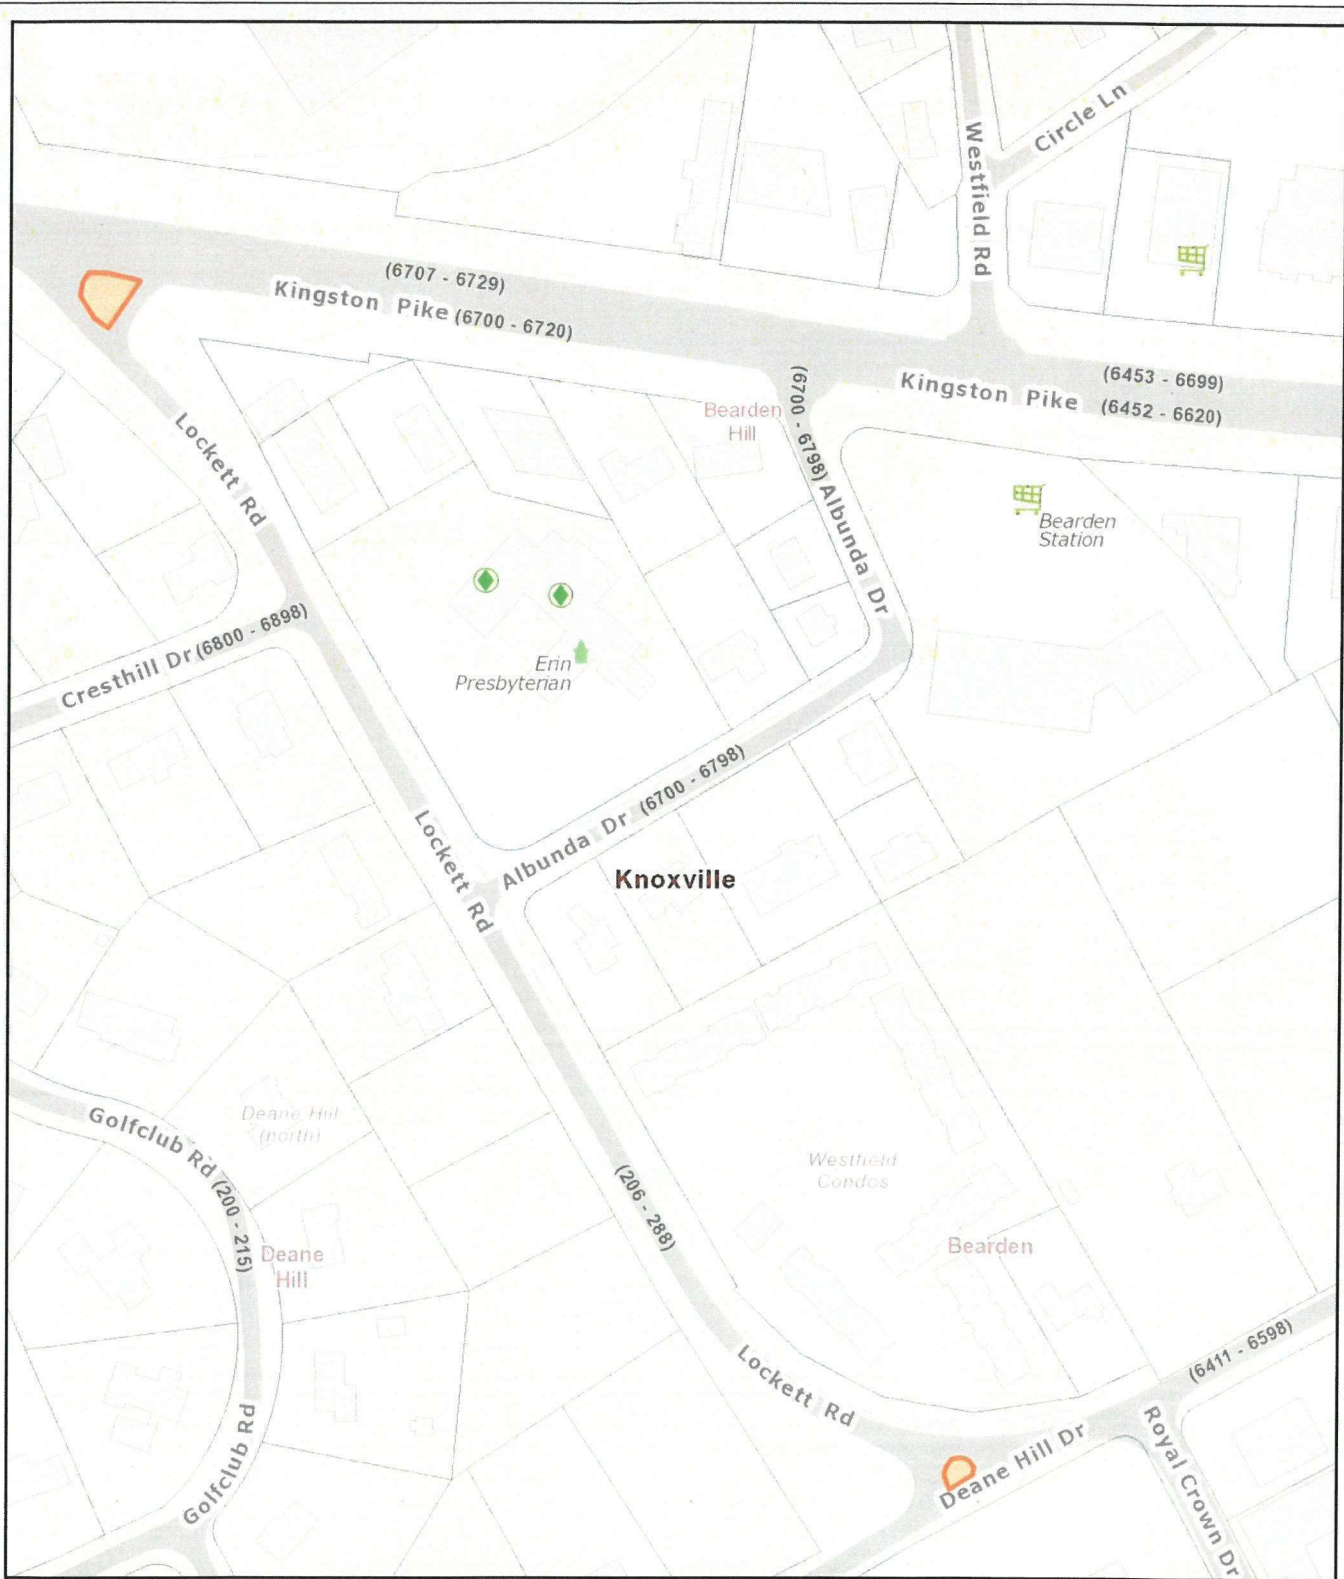 Circle Ln
Westfield Rd
(6707 - 6729)
Kingston Pike (6700 - 6720)
Kingston Pike
(6453 - 6699)
(6452 - 6620)
Bearden
Hill
(6700 - 6798) Albunda Dr
Lockett Rd
Bearden
Station
Cresthill Dr (6800 - 6898)
Erin
Presbyterian
Albunda Dr (6700 - 6798)
Lockett Rd
Knoxville
Golfclub Rd (200 - 215)
Deane Hill
(north)
Westfield
Condos
(206 - 288)
Deane
Hill
Bearden
(6411 - 6598)
Lockett Rd
Golfclub Rd
Deane Hill Dr
Royal Crown Dr